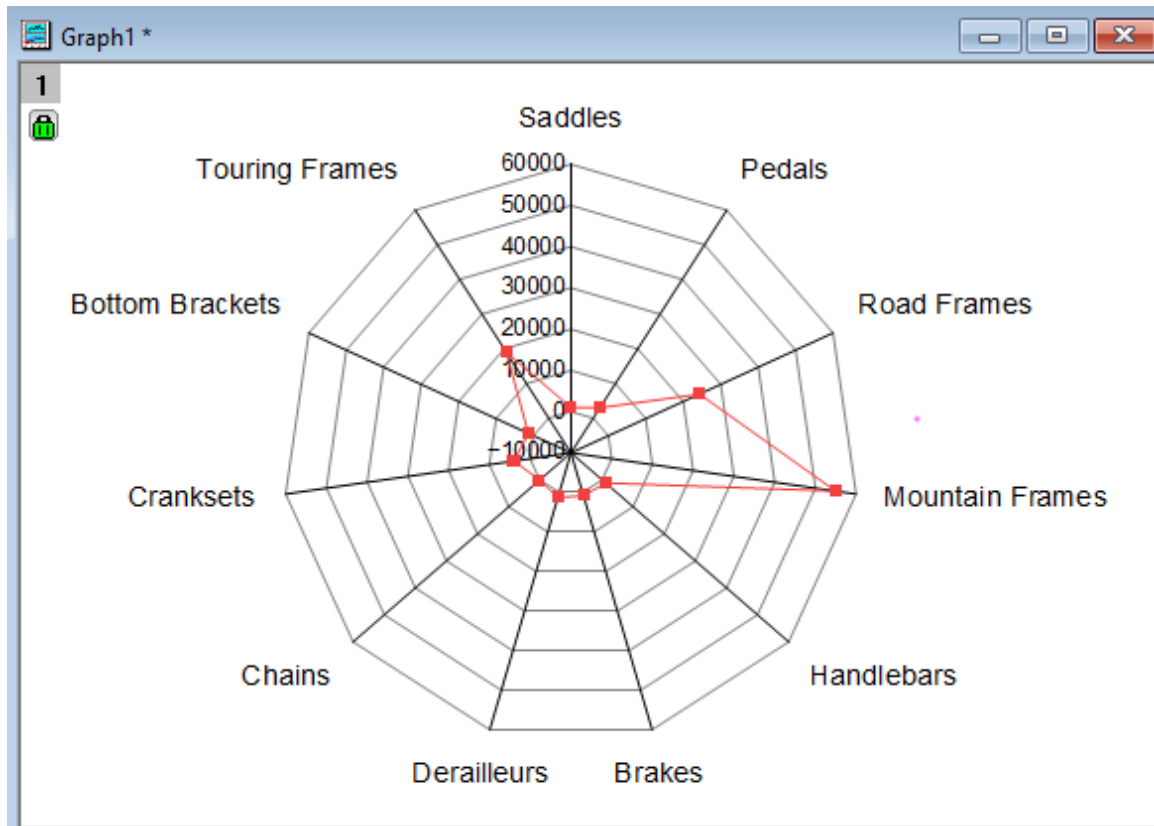 Graph1 *
1
Saddles
Touring Frames
Pedals
60000
50000
40000
30000
20000
10000
0
−10000
Bottom Brackets
Road Frames
Cranksets
Mountain Frames
Chains
Handlebars
Derailleurs
Brakes